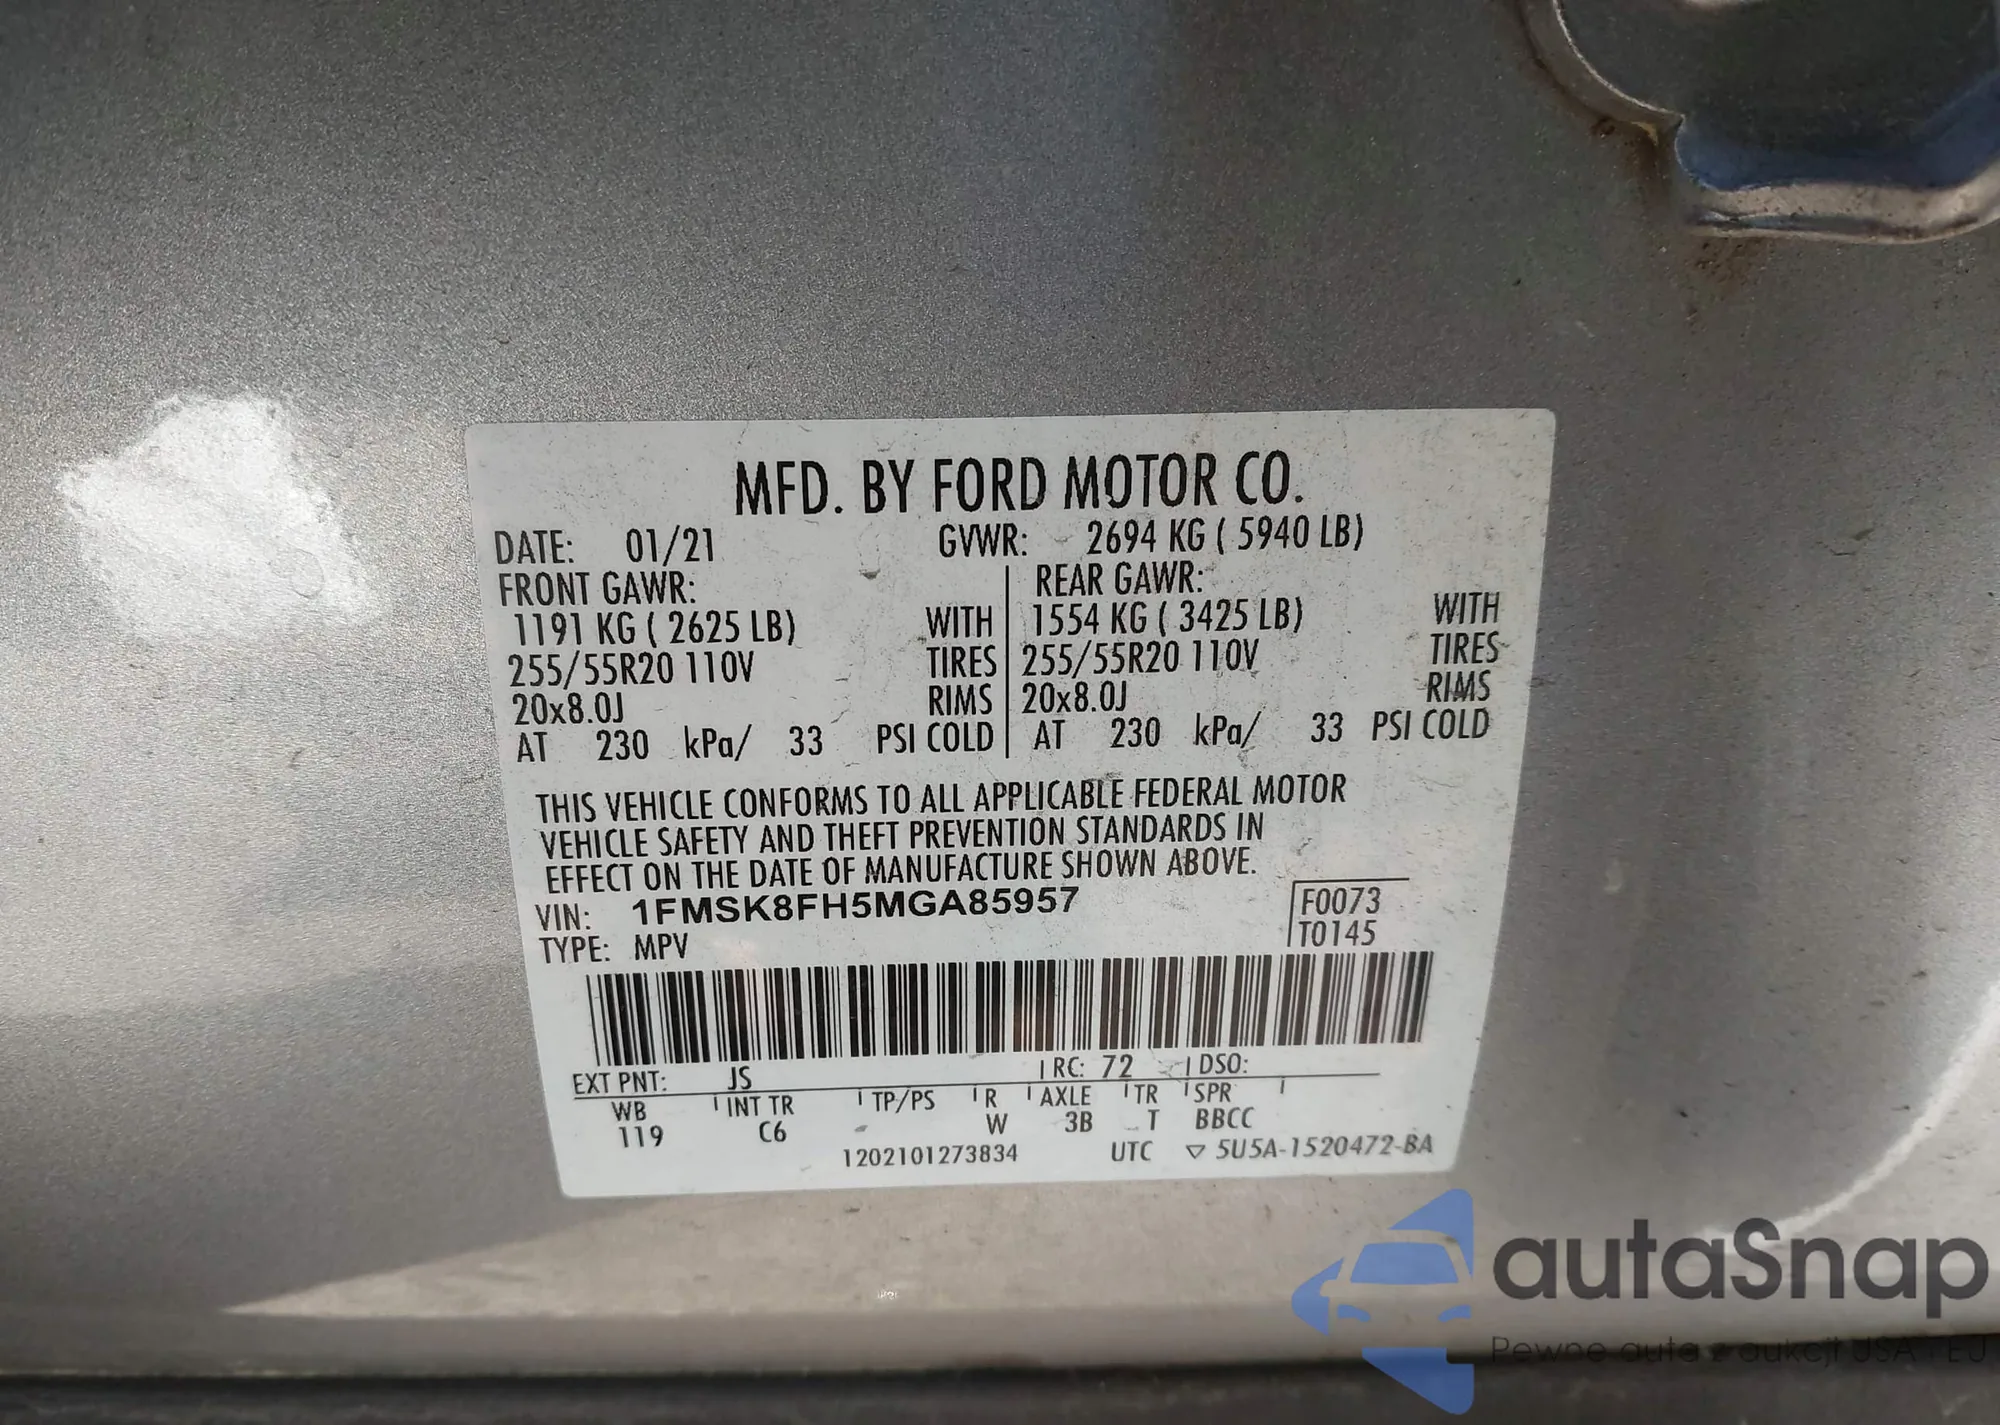 MFD. BY FORD MOTOR CO.
DATE: 01/21 GVWR: 2694 KG ( 5940 LB)
FRONT GAWR: REAR GAWR:
1191 KG ( 2625 LB) WITH 1554 KG ( 3425 LB) WITH
255/55R20 110V TIRES 255/55R20 110V TIRES
20x8.0J RIMS 20x8.0J RIMS
AT 230 kPa/ 33 PSI COLD AT 230 kPa/ 33 PSI COLD
THIS VEHICLE CONFORMS TO ALL APPLICABLE FEDERAL MOTOR
VEHICLE SAFETY AND THEFT PREVENTION STANDARDS IN
EFFECT ON THE DATE OF MANUFACTURE SHOWN ABOVE.
VIN: 1FMSK8FH5MGA85957 F0073
TYPE: MPV T0145
EXT PNT: JS RC: 72 DSO:
WB INT TR TP/PS R AXLE TR SPR
119 C6 W 3B T BBCC
1202101273834 UTC ▽ 5U5A-1520472-BA
autaSnap
Pewne auta z aukcji USA i EU